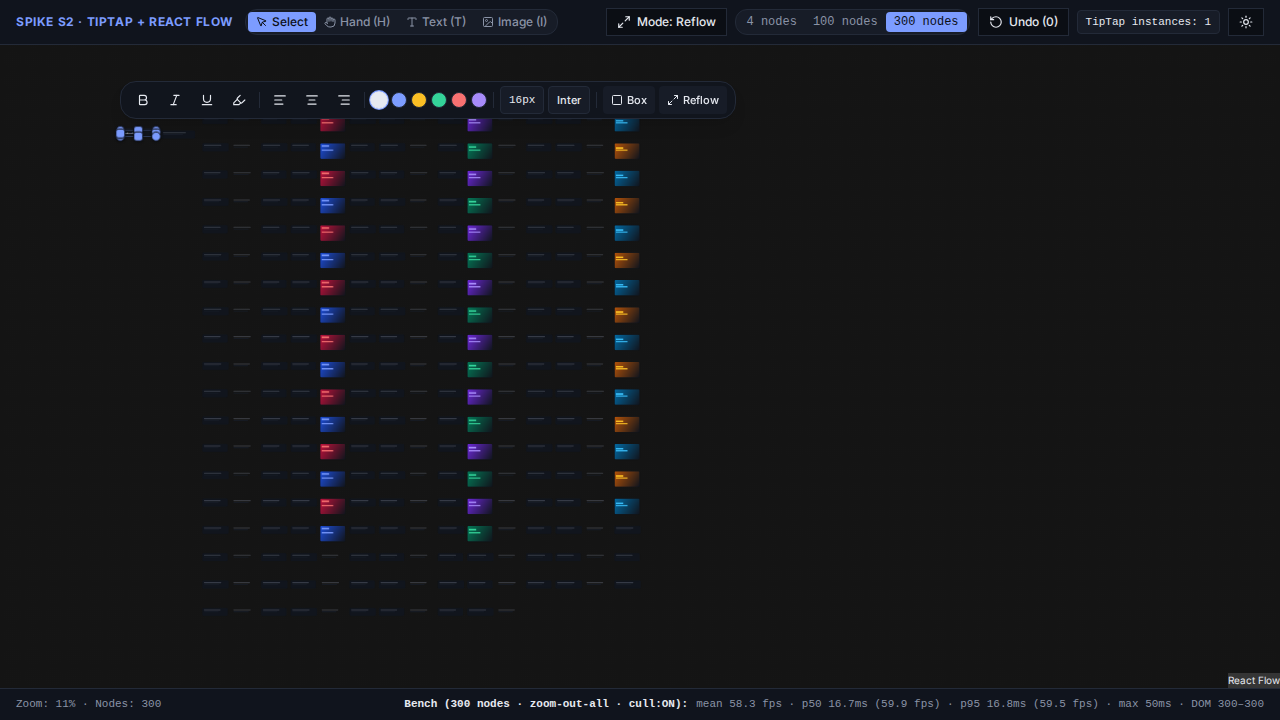 SPIKE S2 · TIPTAP + REACT FLOW
Select
Hand (H)
Text (T)
Image (I)
Mode: Reflow
4 nodes
100 nodes
300 nodes
Undo (0)
TipTap instances: 1
16px
Inter
Box
Reflow
React Flow
Zoom: 11% · Nodes: 300
Bench (300 nodes · zoom-out-all · cull:ON): mean 58.3 fps · p50 16.7ms (59.9 fps) · p95 16.8ms (59.5 fps) · max 50ms · DOM 300–300